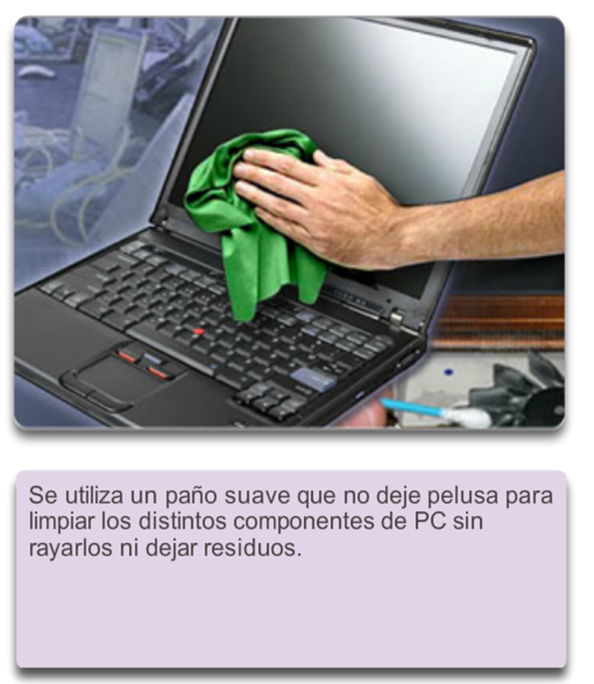 Se utiliza un paño suave que no deje pelusa para
limpiar los distintos componentes de PC sin
rayarlos ni dejar residuos.